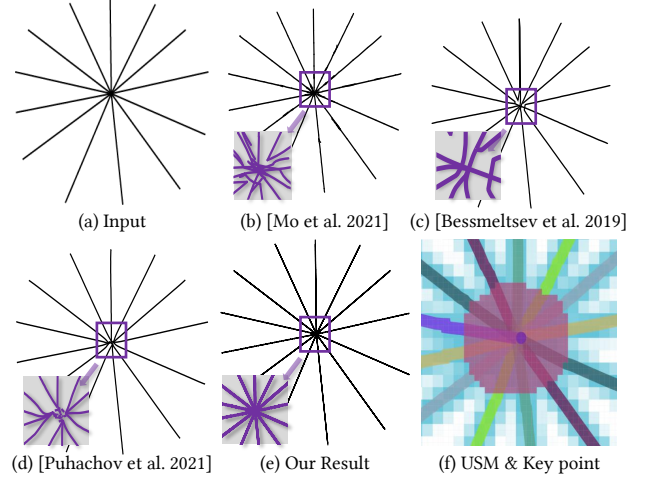 (a) Input
(b) [Mo et al. 2021]
(c) [Bessmeltsev et al. 2019]
(d) [Puhachov et al. 2021]
(e) Our Result
(f) USM & Key point